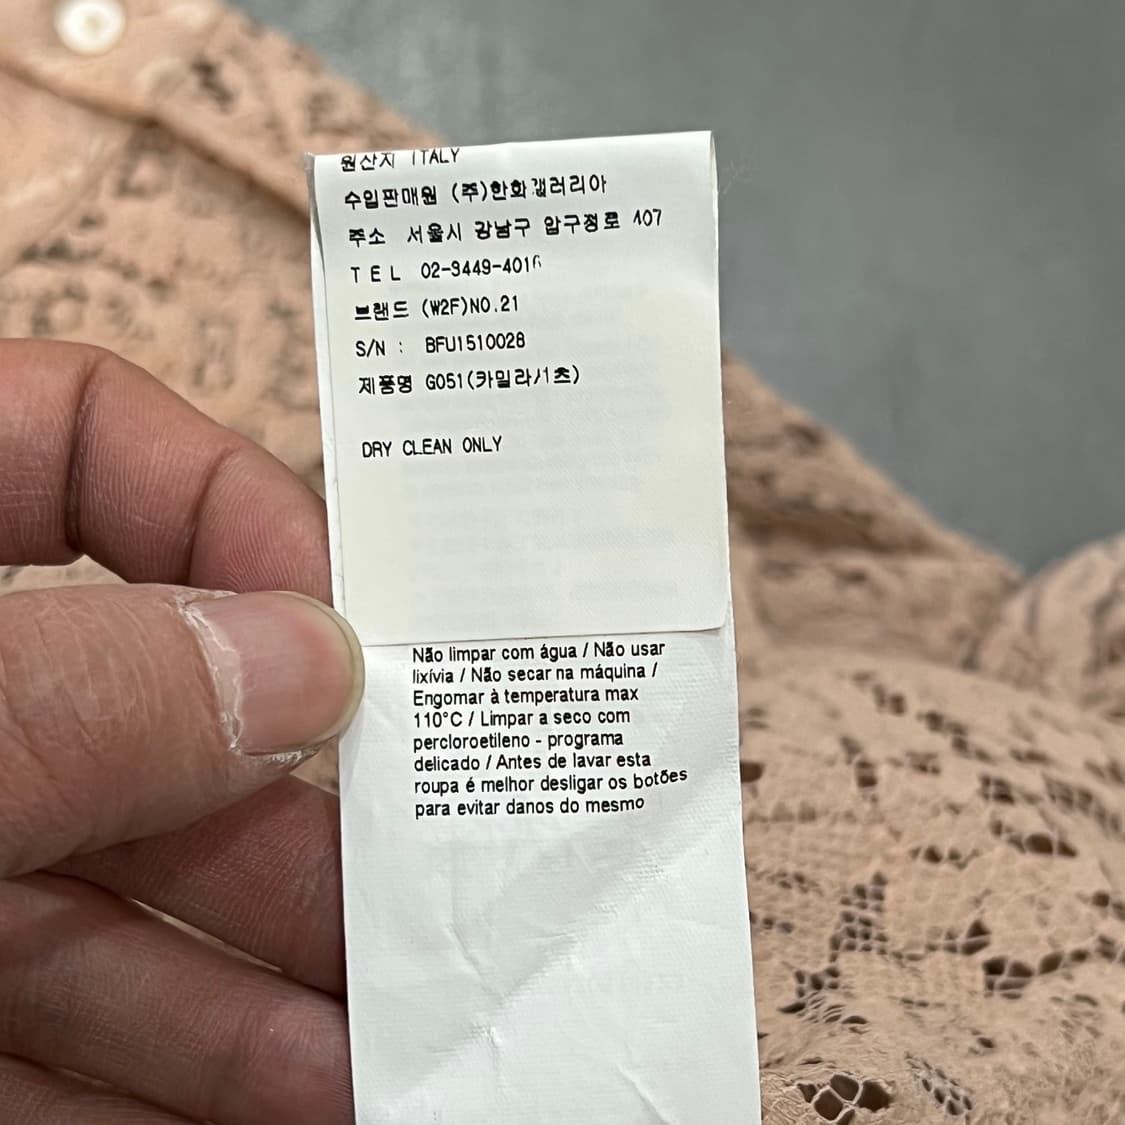 원산지 ITALY
수입판매원 (주)한화갤러리아
주소 서울시 강남구 압구정로 407
TEL 02-3449-4016
브랜드 (W2F)NO.21
S/N : BFU1510028
제품명 G051(카밀라/1츠)
DRY CLEAN ONLY
Não limpar com água / Não usar
lixívia / Não secar na máquina /
Engomar à temperatura max
110°C / Limpar a seco com
percloroetileno - programa
delicado / Antes de lavar esta
roupa é melhor desligar os botões
para evitar danos do mesmo